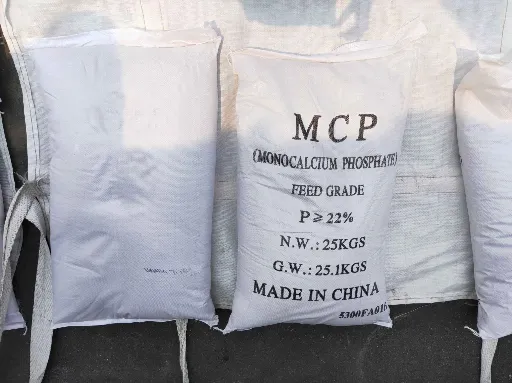 MCP
(MONOCALCIUM PHOSPHATE)
FEED GRADE
P≥22%
N.W.:25KGS
G.W.:25.1KGS
MADE IN CHINA